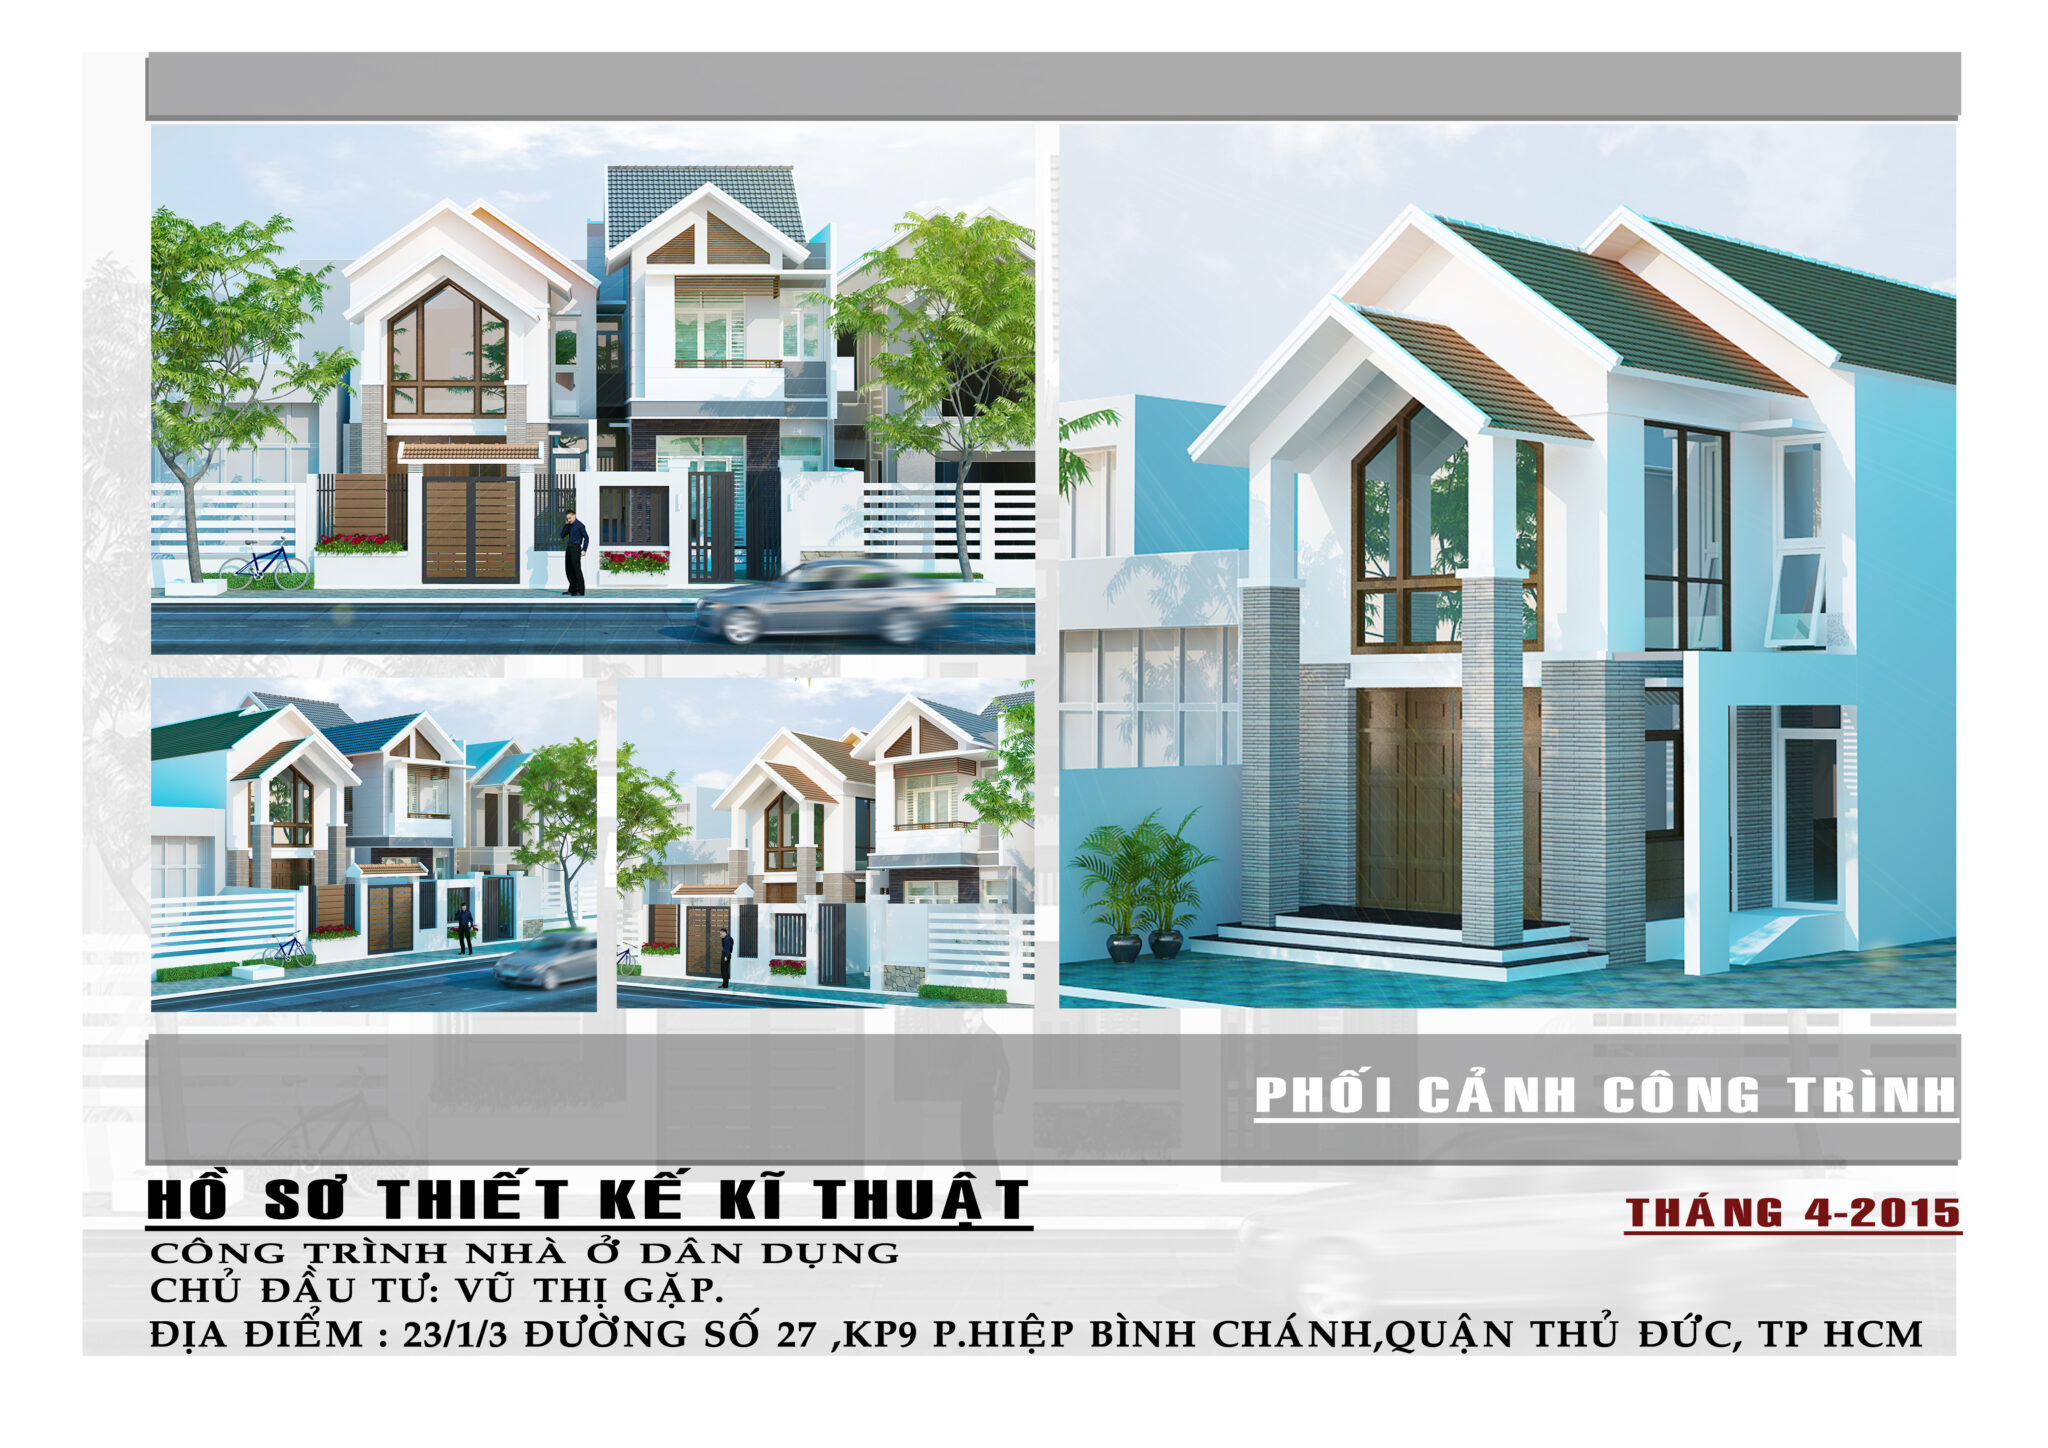 PHỐI CẢNH CÔNG TRÌNH
HỒ SƠ THIẾT KẾ KĨ THUẬT
THÁNG 4-2015
CÔNG TRÌNH NHÀ Ở DÂN DỤNG
CHỦ ĐẦU TƯ: VŨ THỊ GẶP.
ĐỊA ĐIỂM : 23/1/3 ĐƯỜNG SỐ 27 ,KP9 P.HIỆP BÌNH CHÁNH,QUẬN THỦ ĐỨC, TP HCM